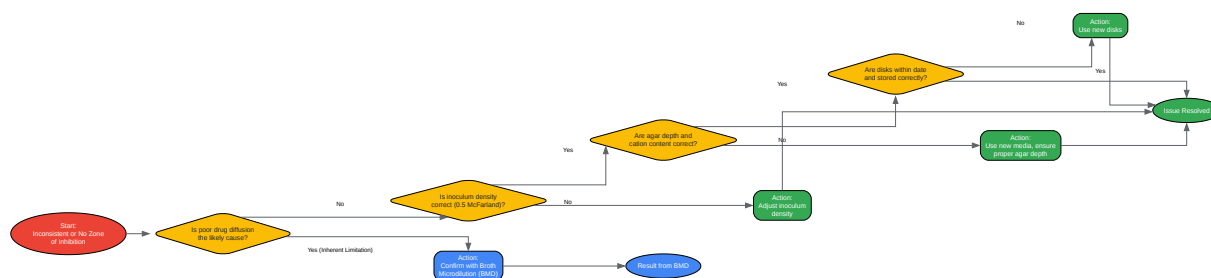 Start:
Inconsistent or No Zone
of Inhibition
Is poor drug diffusion
the likely cause?
No
Yes (Inherent Limitation)
Action:
Confirm with Broth
Microdilution (BMD)
Result from BMD
Is inoculum density
correct (0.5 McFarland)?
Yes
No
Action:
Adjust inoculum
density
Are agar depth and
cation content correct?
Yes
No
Action:
Use new media, ensure
proper agar depth
Are disks within date
and stored correctly?
No
Yes
Action:
Use new disks
Issue Resolved